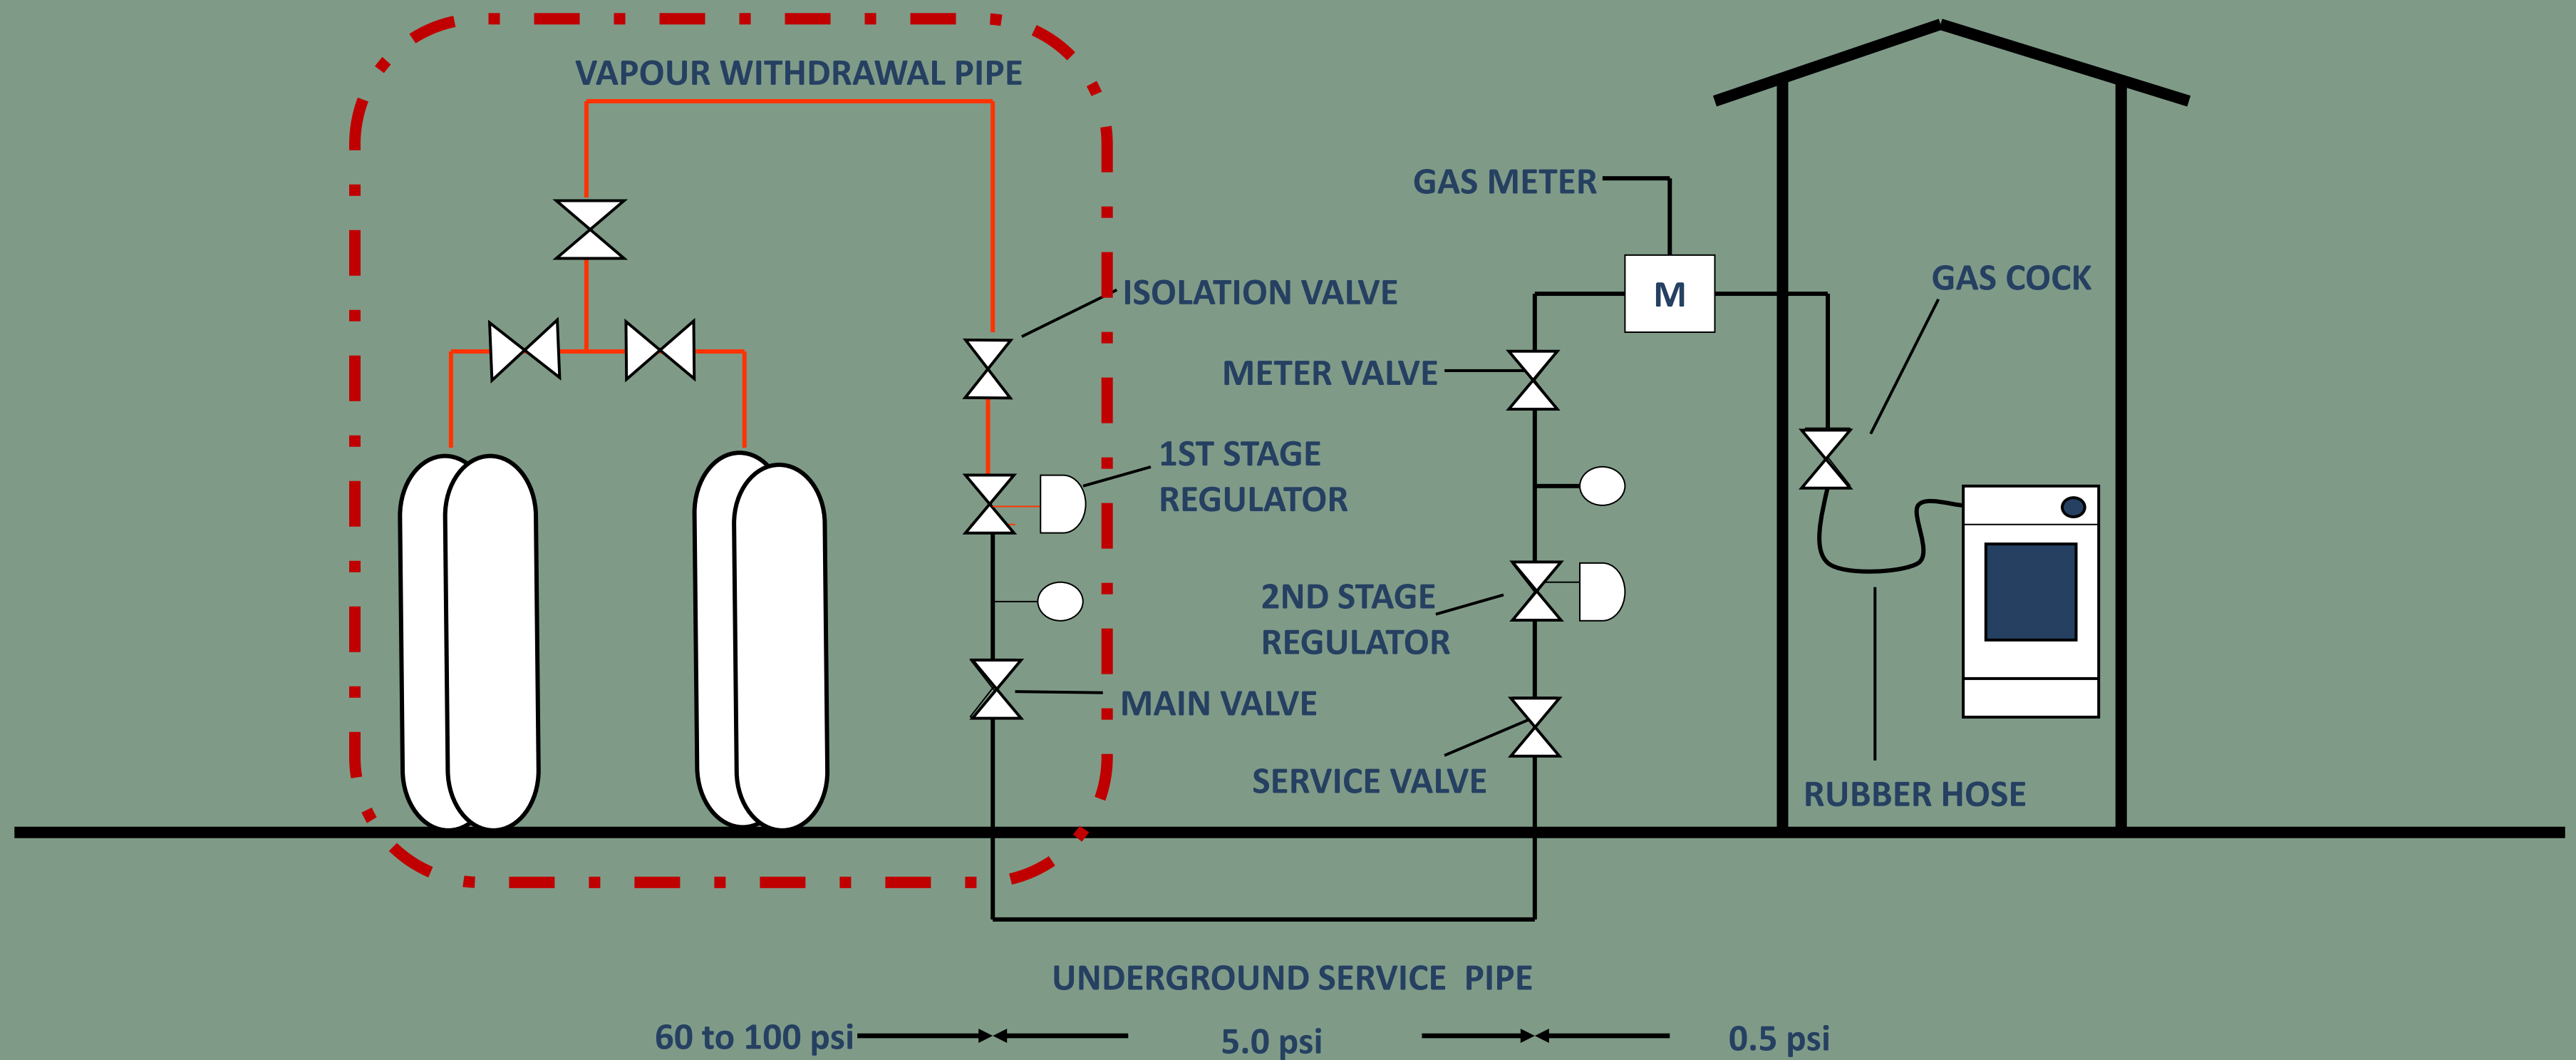 VAPOUR WITHDRAWAL PIPE
GAS METER
M
GAS COCK
ISOLATION VALVE
METER VALVE
1ST STAGE
REGULATOR
2ND STAGE
REGULATOR
MAIN VALVE
SERVICE VALVE
RUBBER HOSE
UNDERGROUND SERVICE  PIPE
60 to 100 psi
5.0 psi
0.5 psi